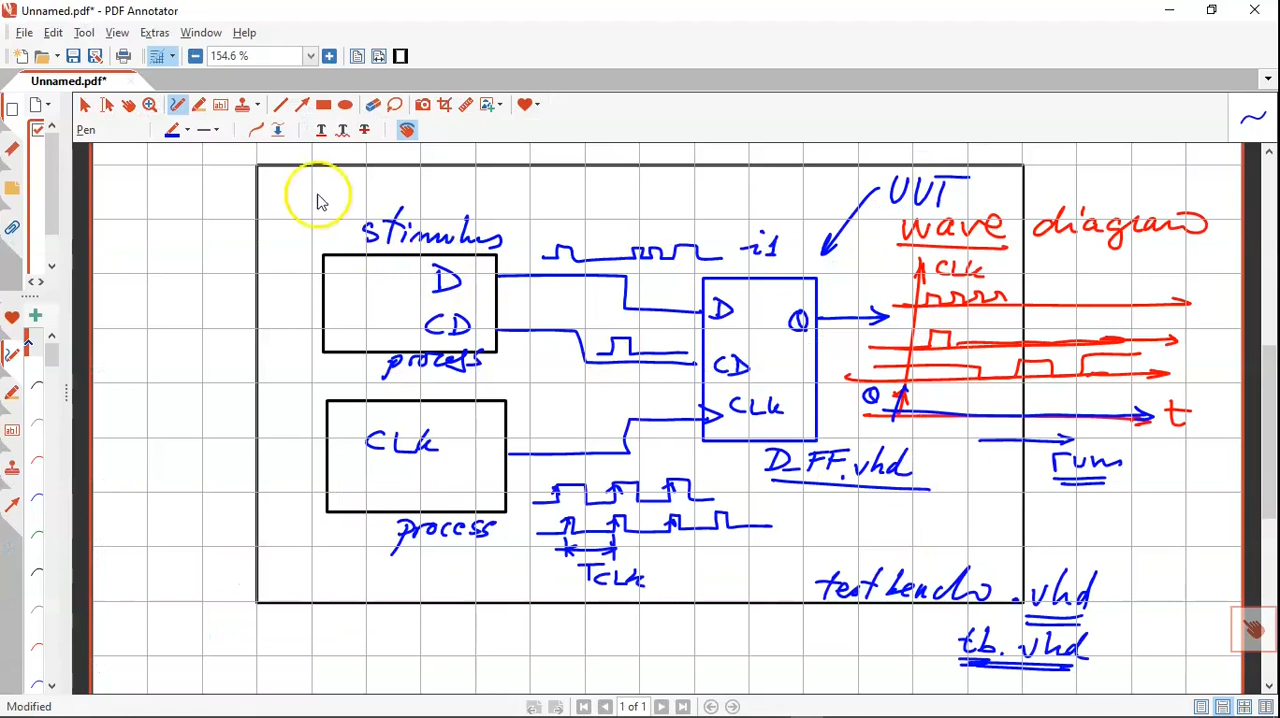 Unnamed.pdf* - PDF Annotator
File Edit Tool View Extras Window Help
154.6 %
Unnamed.pdf*
Pen
stimulus
D
CD
process
CLK
process
TCLK
-i1
UUT
D
CD
CLK
Q
D_FF.vhd
wave diagram
CLK
Q
t
run
testbench .vhd
tb.vhd
Modified
1 of 1